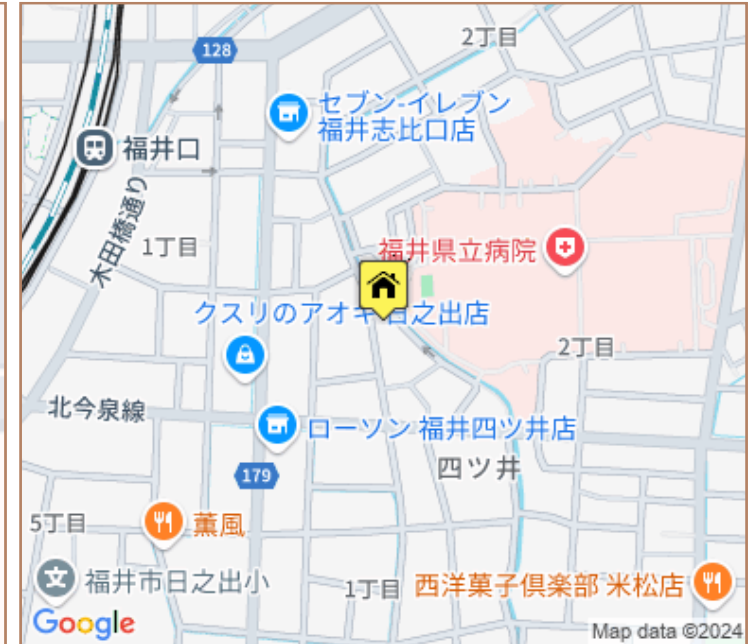 2丁目
128
セブン-イレブン
福井志比口店
福井口
木田橋通り
1丁目
福井県立病院
クスリのアオキ 日之出店
2丁目
北今泉線
ローソン 福井四ツ井店
四ツ井
179
5丁目
薫風
文
福井市日之出小
1丁目
西洋菓子倶楽部 米松店
Google
Map data ©2024